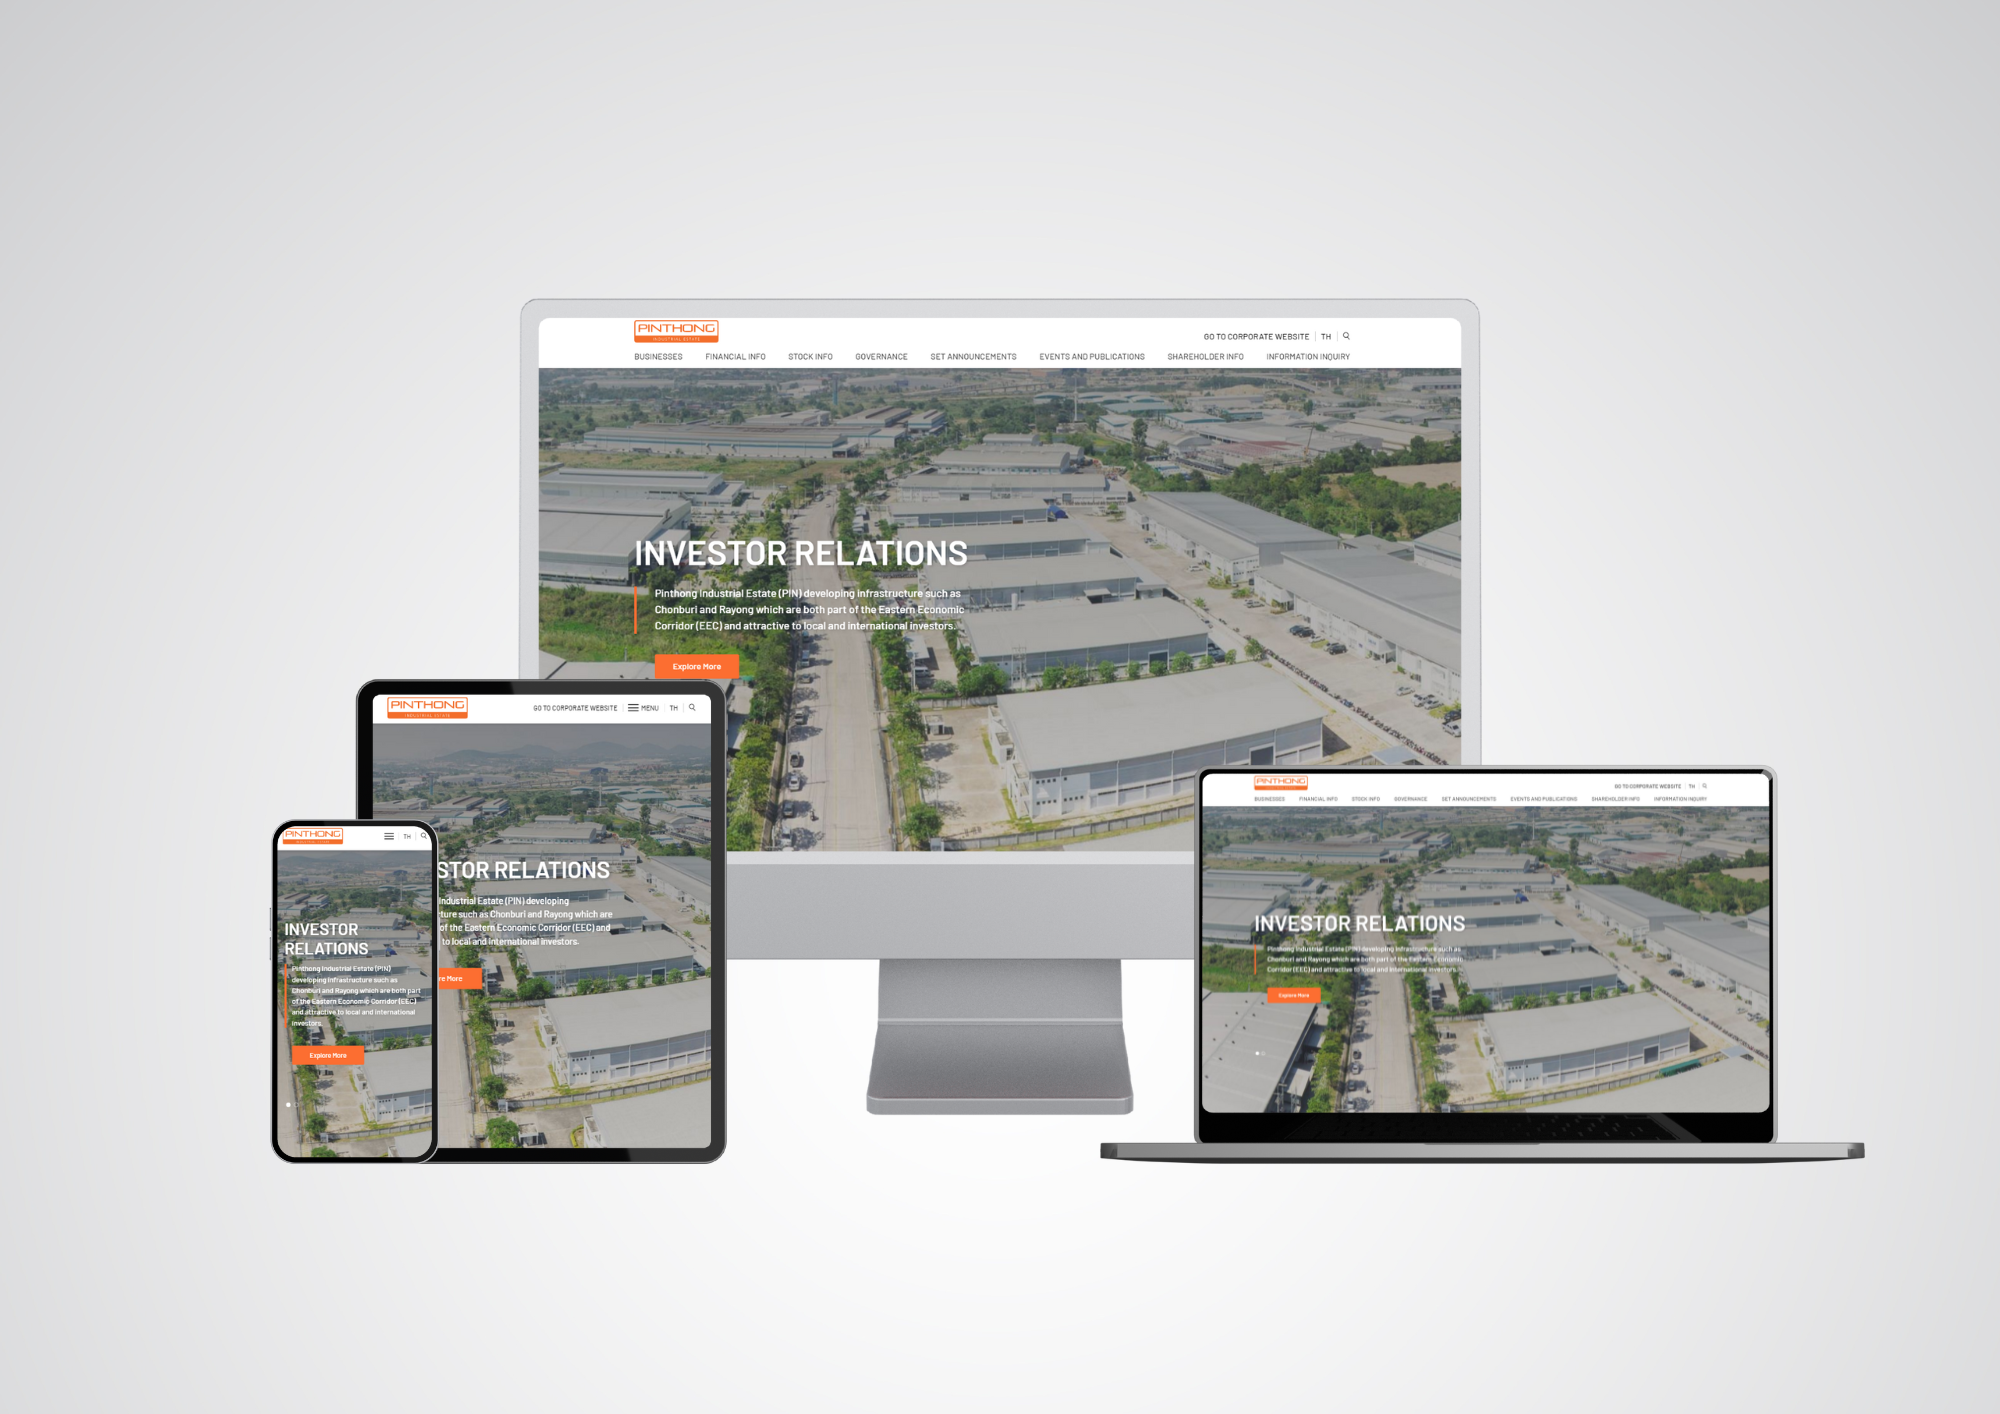 PINTHONG
INDUSTRIAL ESTATE
GO TO CORPORATE WEBSITE
TH
BUSINESSES
FINANCIAL INFO
STOCK INFO
GOVERNANCE
SET ANNOUNCEMENTS
EVENTS AND PUBLICATIONS
SHAREHOLDER INFO
INFORMATION INQUIRY
INVESTOR RELATIONS
Pinthong Industrial Estate (PIN) developing infrastructure such as
Chonburi and Rayong which are both part of the Eastern Economic
Corridor (EEC) and attractive to local and international investors.
Explore More
PINTHONG
INDUSTRIAL ESTATE
GO TO CORPORATE WEBSITE
MENU
TH
STOR RELATIONS
Industrial Estate (PIN) developing
ture such as Chonburi and Rayong which are
of the Eastern Economic Corridor (EEC) and
to local and international investors.
re More
PINTHONG
TH
INVESTOR
RELATIONS
Pinthong Industrial Estate (PIN)
developing infrastructure such as
Chonburi and Rayong which are both part
of the Eastern Economic Corridor (EEC)
and attractive to local and international
investors.
Explore More
PINTHONG
GO TO CORPORATE WEBSITE
TH
BUSINESSES
FINANCIAL INFO
STOCK INFO
GOVERNANCE
SET ANNOUNCEMENTS
EVENTS AND PUBLICATIONS
SHAREHOLDER INFO
INFORMATION INQUIRY
INVESTOR RELATIONS
Pinthong Industrial Estate (PIN) developing infrastructure such as
Chonburi and Rayong which are both part of the Eastern Economic
Corridor (EEC) and attractive to local and international investors.
Explore More